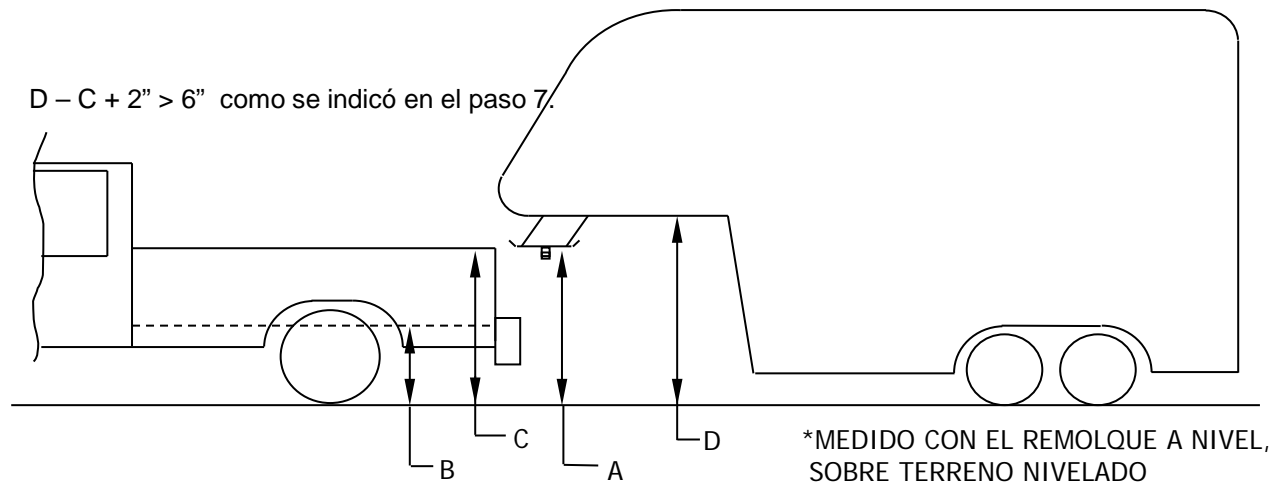 D – C + 2” > 6”  como se indicó en el paso 7.
C
D
B
A
*MEDIDO CON EL REMOLQUE A NIVEL,
SOBRE TERRENO NIVELADO